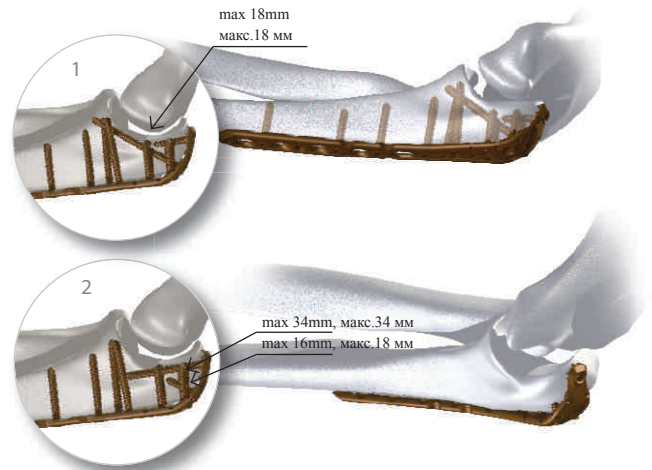 max 18mm
макс.18 мм
1
2
max 34mm, макс.34 мм
max 16mm, макс.18 мм